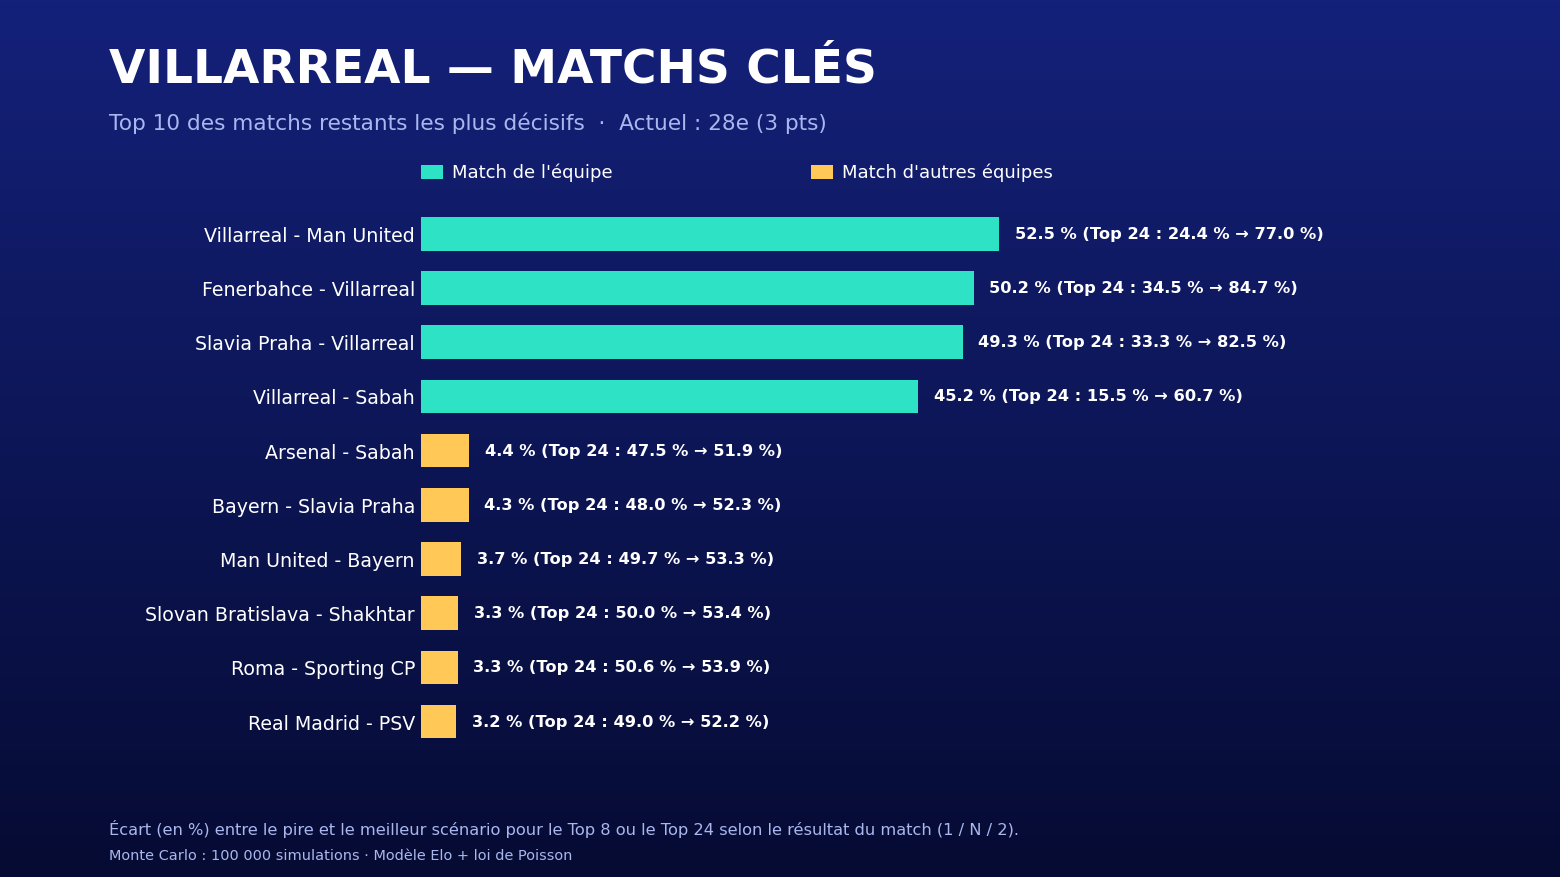 VILLARREAL — MATCHS CLÉS
Top 10 des matchs restants les plus décisifs · Actuel : 28e (3 pts)
Match de l'équipe
Match d'autres équipes
Villarreal - Man United 52.5 % (Top 24 : 24.4 % → 77.0 %)
Fenerbahce - Villarreal 50.2 % (Top 24 : 34.5 % → 84.7 %)
Slavia Praha - Villarreal 49.3 % (Top 24 : 33.3 % → 82.5 %)
Villarreal - Sabah 45.2 % (Top 24 : 15.5 % → 60.7 %)
Arsenal - Sabah 4.4 % (Top 24 : 47.5 % → 51.9 %)
Bayern - Slavia Praha 4.3 % (Top 24 : 48.0 % → 52.3 %)
Man United - Bayern 3.7 % (Top 24 : 49.7 % → 53.3 %)
Slovan Bratislava - Shakhtar 3.3 % (Top 24 : 50.0 % → 53.4 %)
Roma - Sporting CP 3.3 % (Top 24 : 50.6 % → 53.9 %)
Real Madrid - PSV 3.2 % (Top 24 : 49.0 % → 52.2 %)
Écart (en %) entre le pire et le meilleur scénario pour le Top 8 ou le Top 24 selon le résultat du match (1 / N / 2).
Monte Carlo : 100 000 simulations · Modèle Elo + loi de Poisson